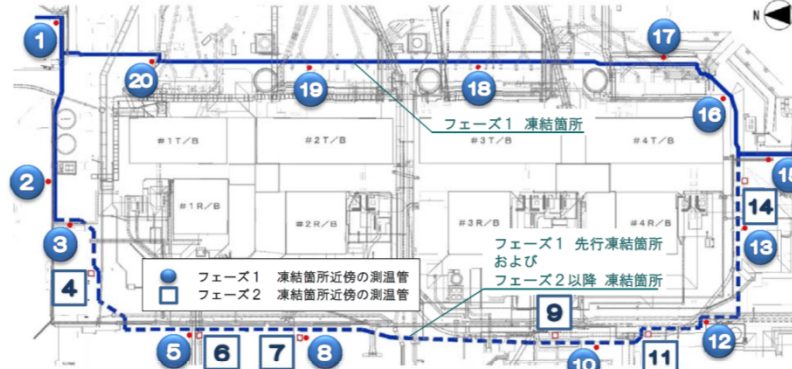 N
1
17
20
19
18
16
フェーズ1 凍結箇所
#1T/B
#2T/B
#3T/B
#4T/B
15
2
14
#1R/B
#2R/B
#3R/B
#4R/B
3
13
フェーズ1 先行凍結箇所
および
フェーズ2以降 凍結箇所
4
フェーズ1 凍結箇所近傍の測温管
フェーズ2 凍結箇所近傍の測温管
9
12
5
6
7
8
10
11